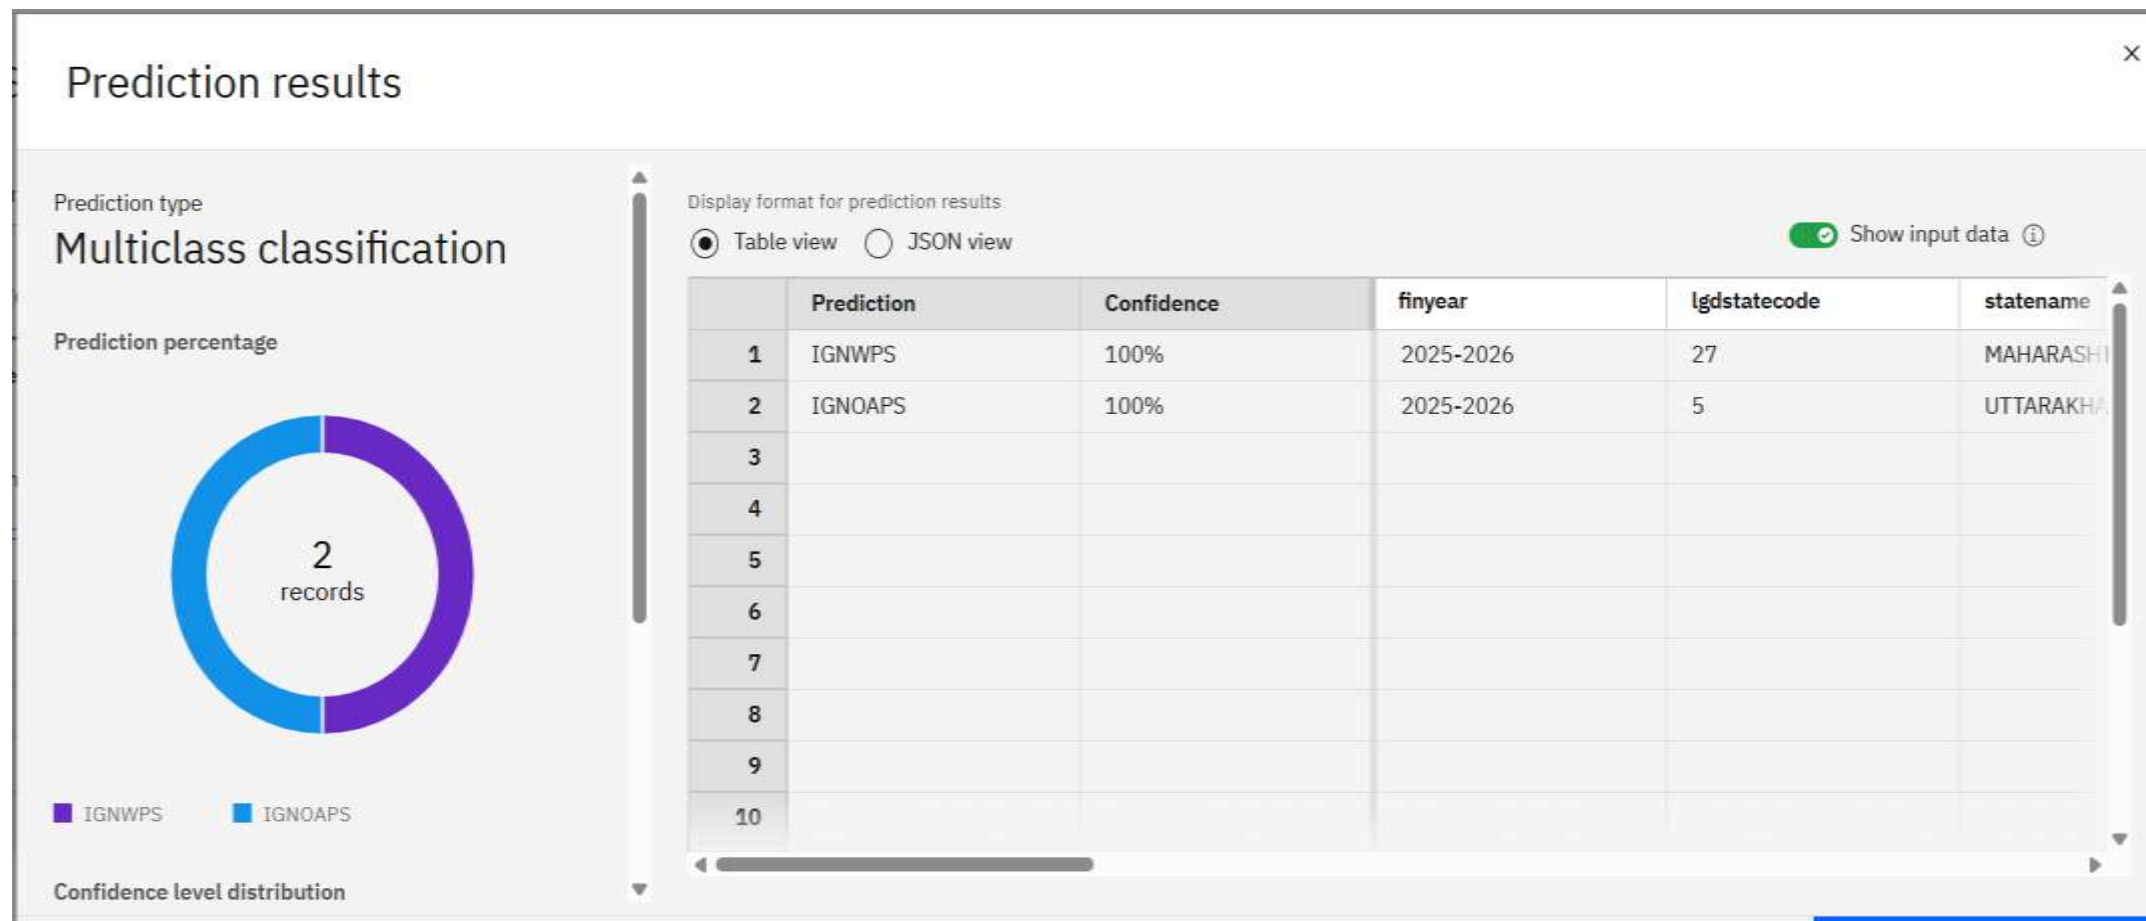 Prediction results
Prediction type
Multiclass classification
Prediction percentage
2
records
IGNWPS IGNOAPS
Confidence level distribution
Display format for prediction results
Table view JSON view
Show input data
Prediction Confidence finyear lgdstatecode statename
1 IGNWPS 100% 2025-2026 27 MAHARASH
2 IGNOAPS 100% 2025-2026 5 UTTARAKHA
3
4
5
6
7
8
9
10